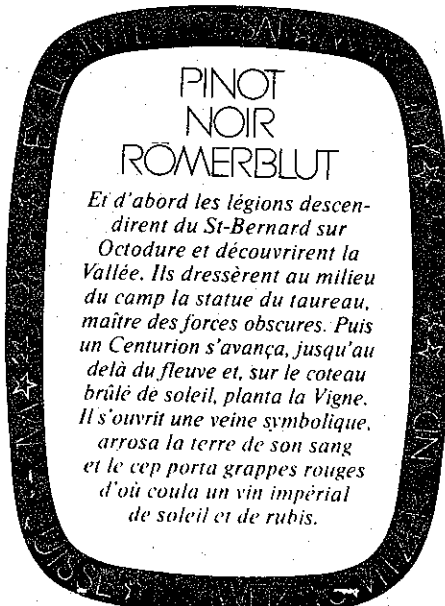 PINOT
NOIR
RÖMERBLUT
Et d'abord les légions descen-
dirent du St-Bernard sur
Octodure et découvrirent la
Vallée. Ils dressèrent au milieu
du camp la statue du taureau,
maître des forces obscures. Puis
un Centurion s'avança, jusqu'au
delà du fleuve et, sur le coteau
brûlé de soleil, planta la Vigne.
Il s'ouvrit une veine symbolique,
arrosa la terre de son sang
et le cep porta grappes rouges
d'où coula un vin impérial
de soleil et de rubis.